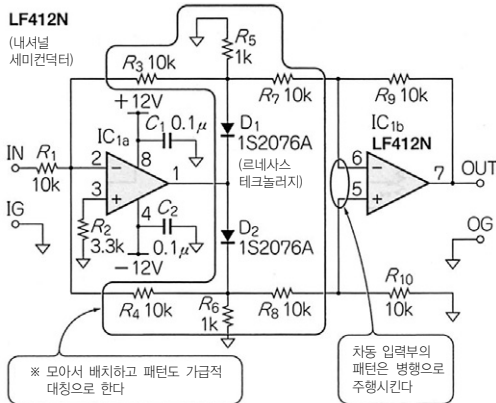 LF412N
(내셔널
세미컨덕터)
R5
1k
R3 10k
R7 10k
R9 10k
+12V
C1 0.1μ
D1
1S2076A
(르네사스
테크놀러지)
IC1a
IC1b
LF412N
IN
R1
10k
2
8
3
1
4
6
5
7
OUT
IG
R2
3.3k
C2
0.1μ
-12V
D2
1S2076A
OG
R4 10k
R6
1k
R8 10k
R10
10k
※ 모아서 배치하고 패턴도 가급적
대칭으로 한다
차동 입력부의
패턴은 병행으로
주행시킨다